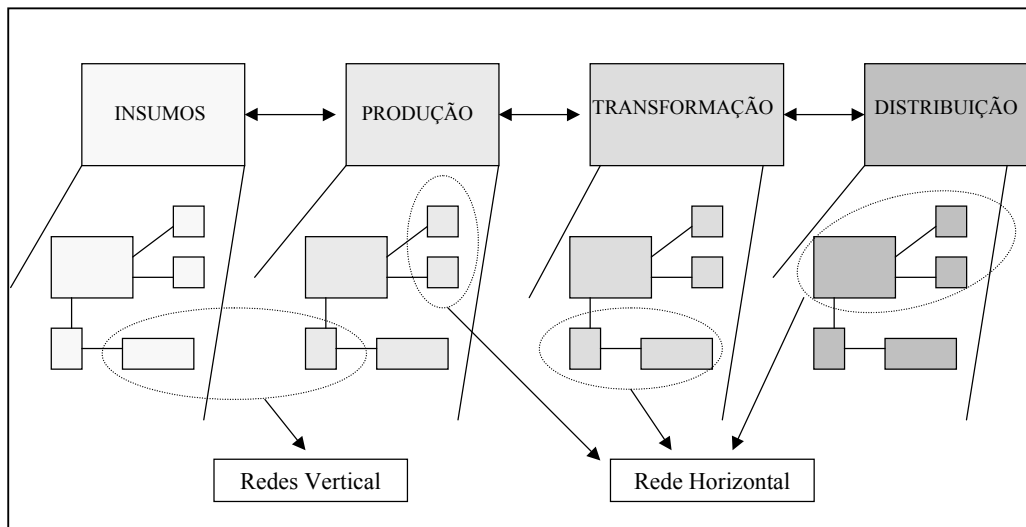 INSUMOS
PRODUÇÃO
TRANSFORMAÇÃO
DISTRIBUIÇÃO
Redes Vertical
Rede Horizontal